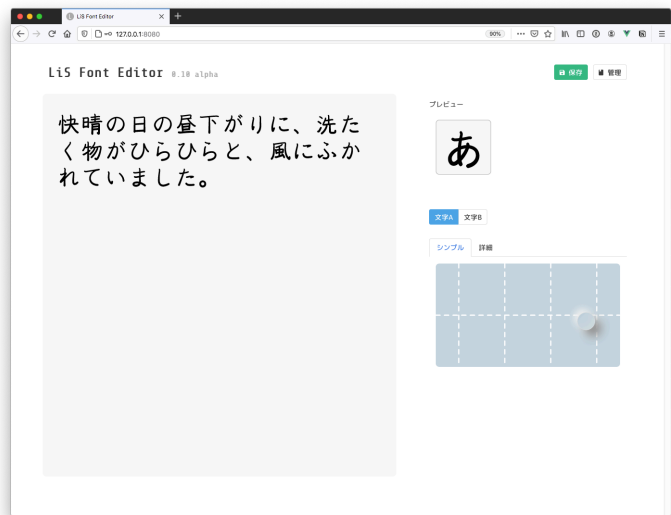 LiS Font Editor
127.0.0.1:8080
90%
LiS Font Editor 0.10 alpha
保存
管理
快晴の日の昼下がりに、洗た
く物がひらひらと、風にふか
れていました。
プレビュー
あ
文字A
文字B
シンプル
詳細